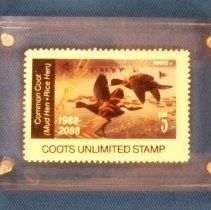 Common Coot
(Mud Hen • Rice Hen)
1988-
2088
5
COOTS UNLIMITED STAMP